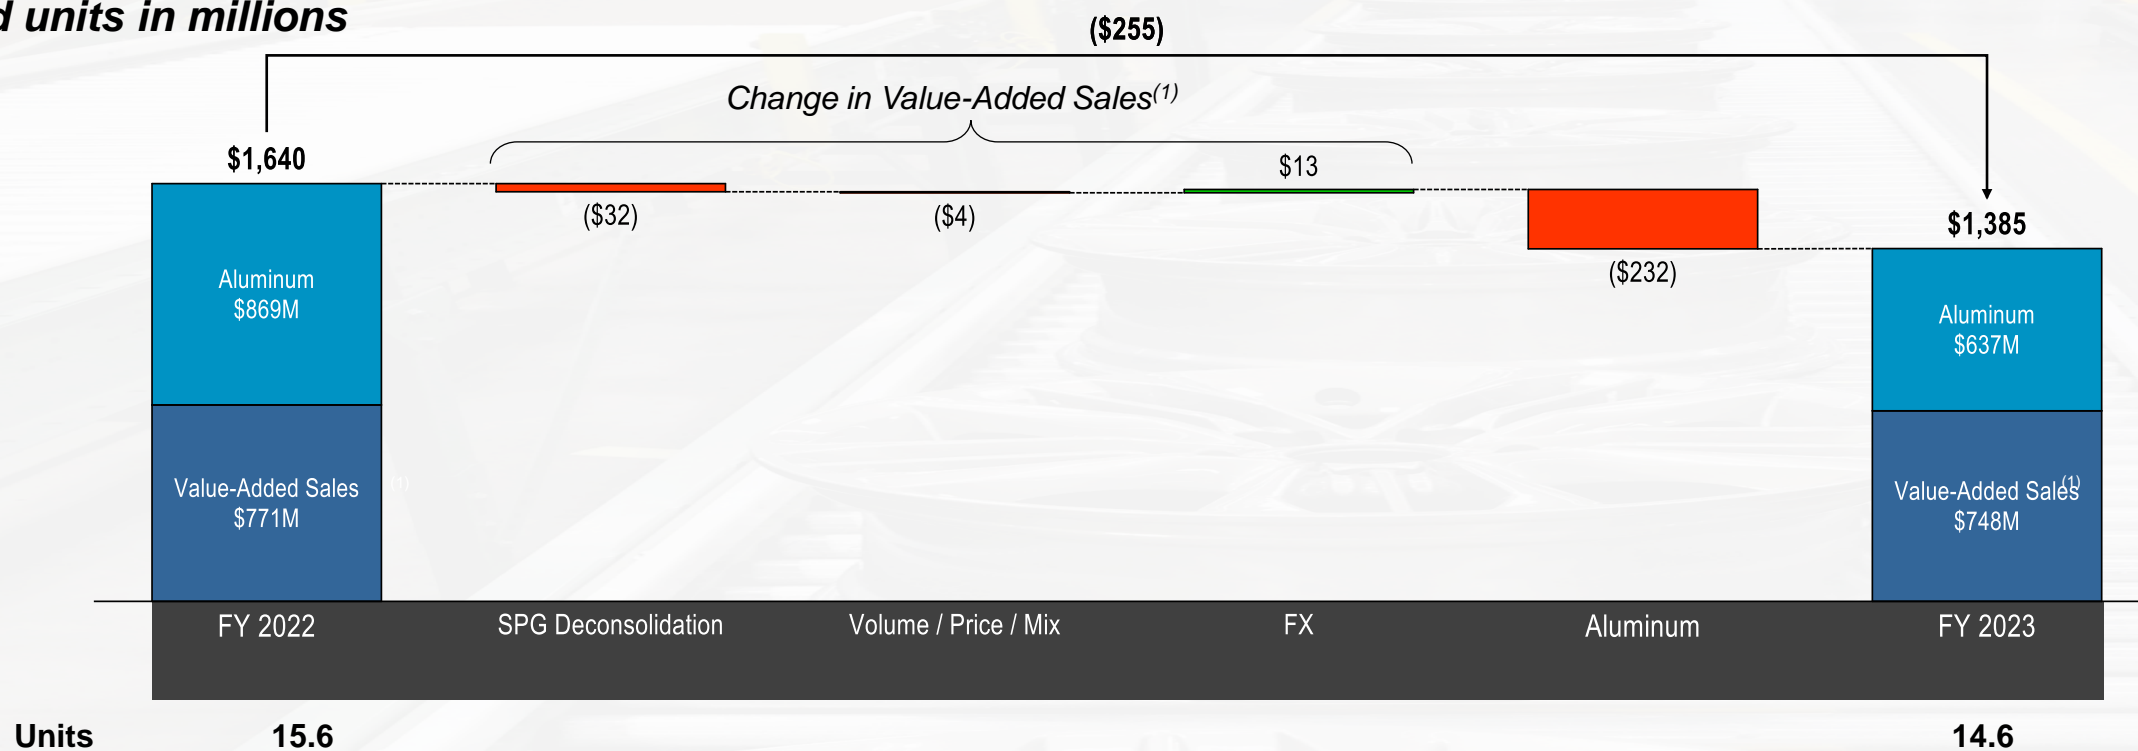 d units in millions
($255)
Change in Value-Added Sales(1)
$1,640
$13
($32)
($4)
$1,385
($232)
Aluminum
$869M
Aluminum
$637M
Value-Added Sales (1)
$771M
Value-Added Sales(1)
$748M
FY 2022 SPG Deconsolidation Volume / Price / Mix FX Aluminum FY 2023
Units 15.6 14.6